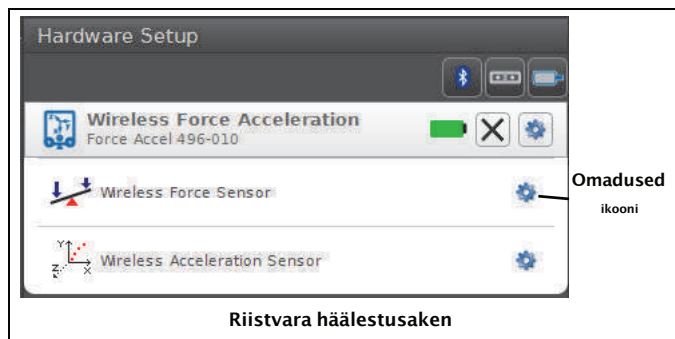 Hardware Setup
Wireless Force Acceleration
Force Accel 496-010
Wireless Force Sensor
Omadused
ikooni
Wireless Acceleration Sensor
Y
Z
X
Riistvara häälestusaken